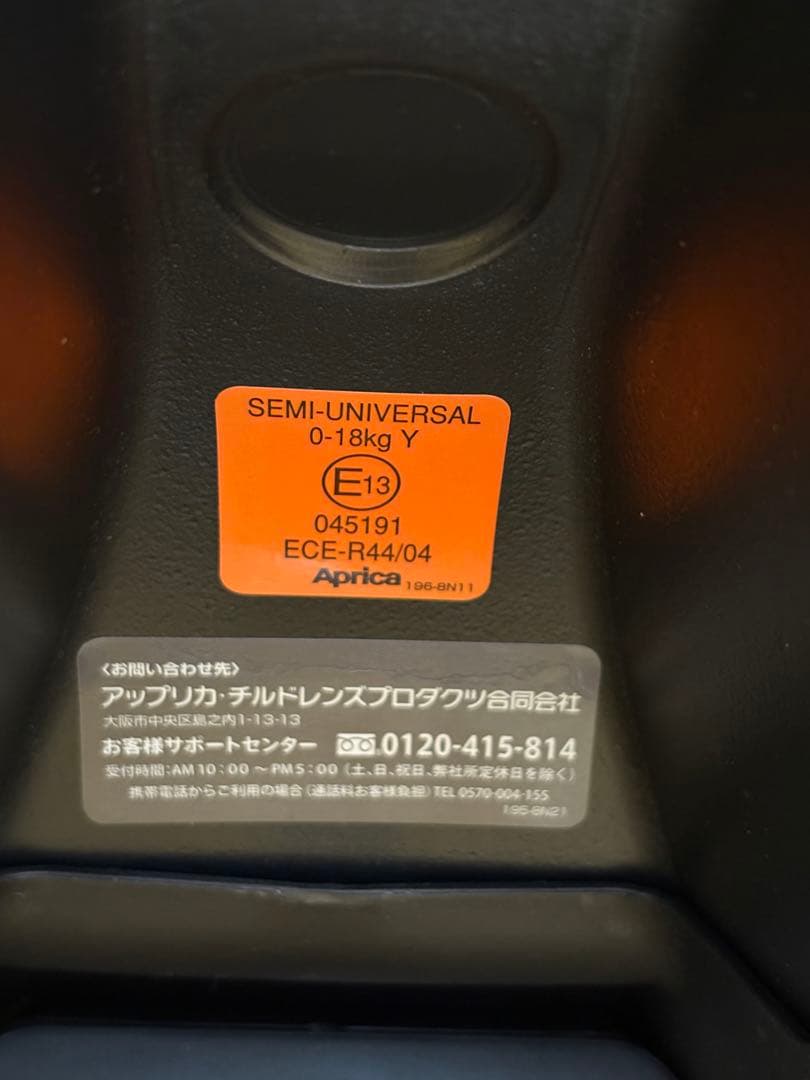 SEMI-UNIVERSAL
0-18kg Y
E13
045191
ECE-R44/04
Aprica 196-8N11
〈お問い合わせ先〉
アップリカ・チルドレンズプロダクツ合同会社
大阪市中央区島之内1-13-13
お客様サポートセンター 0120-415-814
受付時間:AM10:00～PM5:00(土、日、祝日、弊社所定休日を除く)
携帯電話からご利用の場合(通話料お客様負担)TEL 0570-004-155
195-8N21